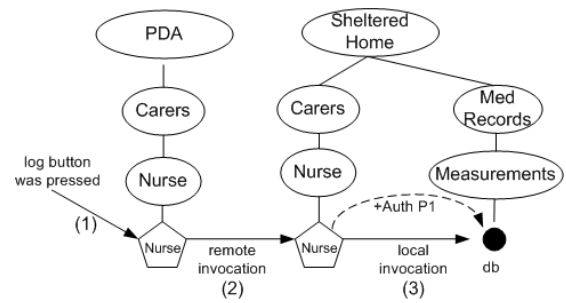 PDA
Sheltered
Home
Carers
Carers
Med
Records
log button
was pressed
Nurse
Nurse
Measurements
+Auth P1
(1)
Nurse
remote
invocation
(2)
Nurse
local
invocation
(3)
db